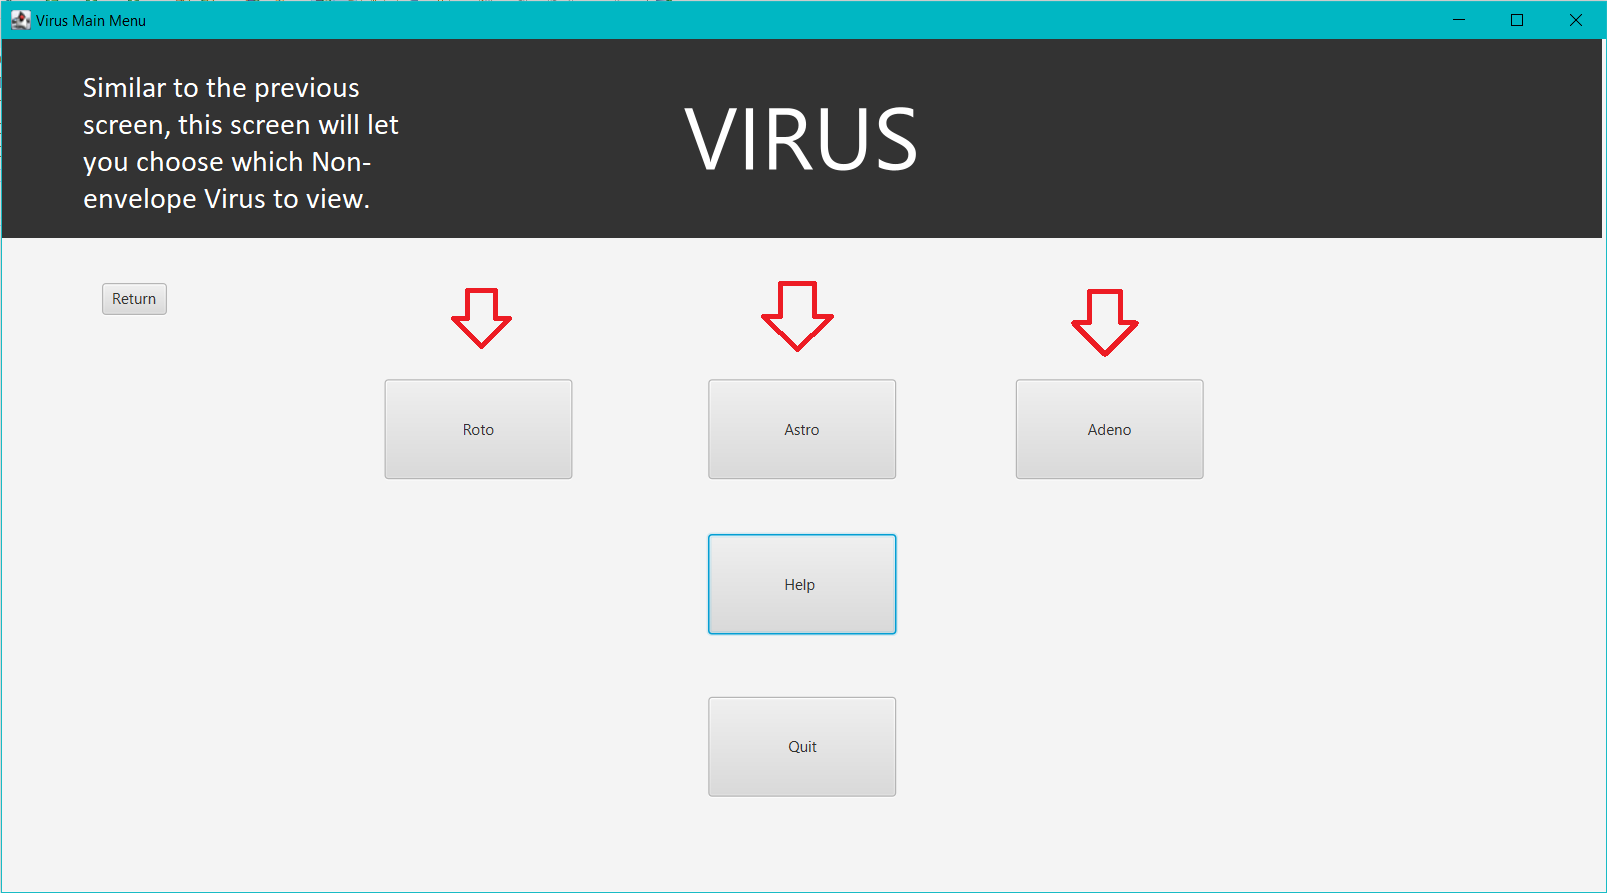 Virus Main Menu
Similar to the previous
screen, this screen will let
you choose which Non-
envelope Virus to view.
VIRUS
Return
Roto
Astro
Adeno
Help
Quit